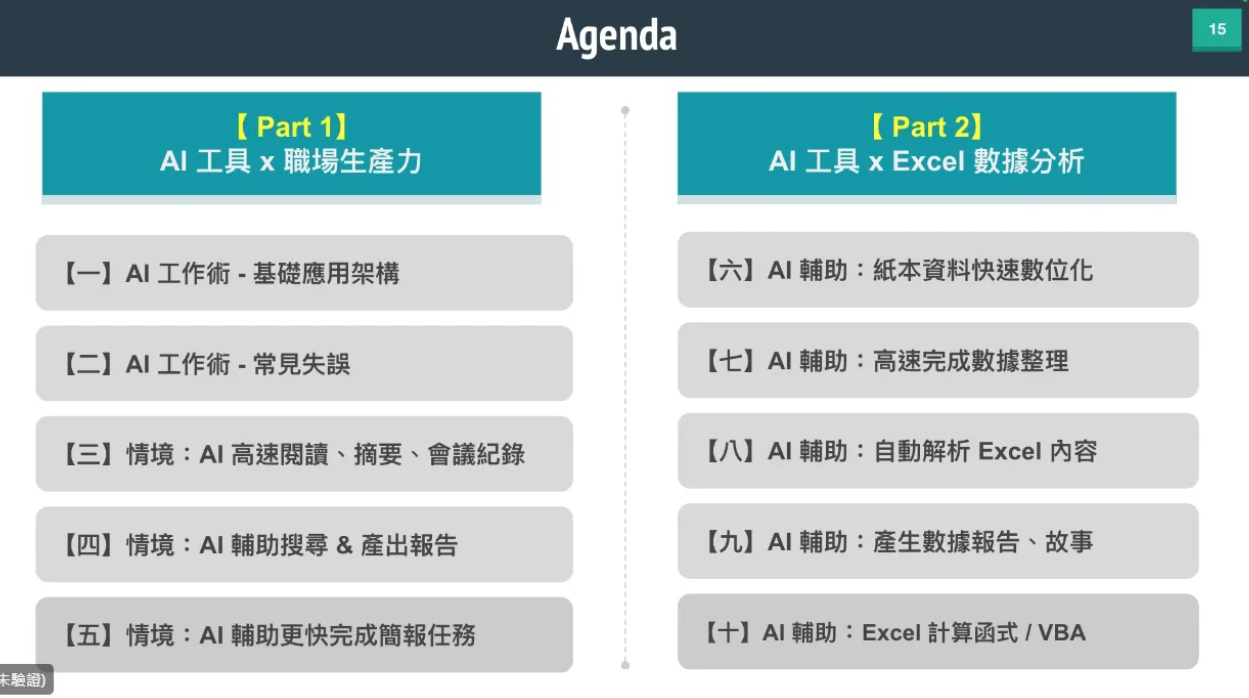 Agenda
15
【 Part 1】
AI 工具 x 職場生產力
【一】AI 工作術 - 基礎應用架構
【二】AI 工作術 - 常見失誤
【三】情境：AI 高速閱讀、摘要、會議紀錄
【四】情境：AI 輔助搜尋 & 產出報告
【五】情境：AI 輔助更快完成簡報任務
【 Part 2】
AI 工具 x Excel 數據分析
【六】AI 輔助：紙本資料快速數位化
【七】AI 輔助：高速完成數據整理
【八】AI 輔助：自動解析 Excel 內容
【九】AI 輔助：產生數據報告、故事
【十】AI 輔助：Excel 計算函式 / VBA
未驗證)